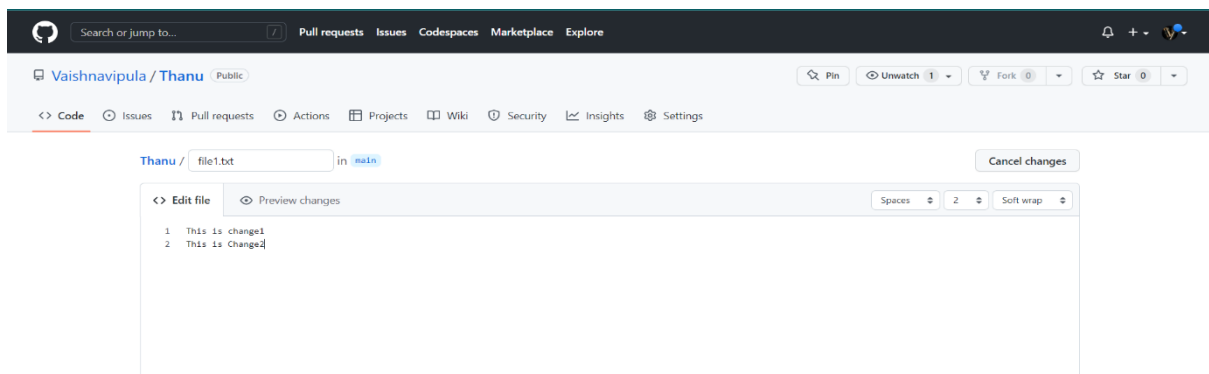 Search or jump to... / Pull requests Issues Codespaces Marketplace Explore
Vaishnavipula / Thanu Public Pin Unwatch 1 Fork 0 Star 0
<> Code Issues Pull requests Actions Projects Wiki Security Insights Settings
Thanu / file1.txt in main Cancel changes
<> Edit file Preview changes Spaces 2 Soft wrap
1 This is change1
2 This is Change2